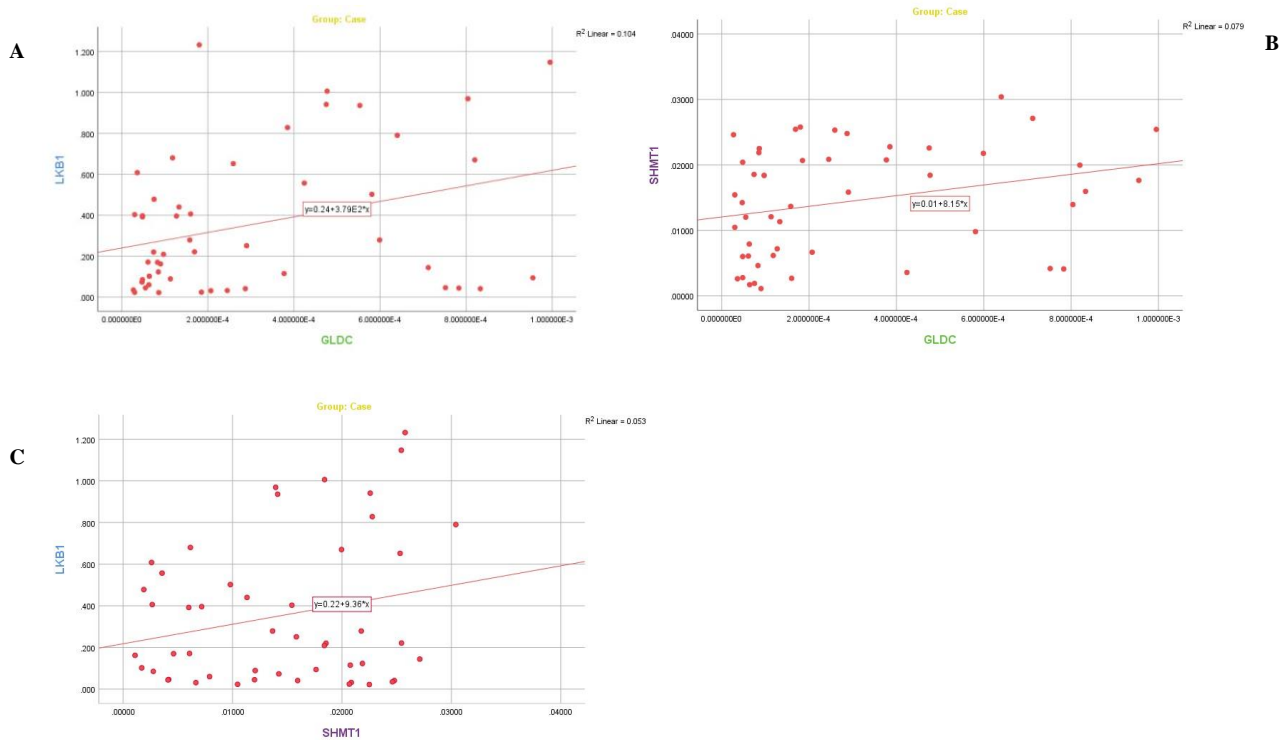 A
Group: Case
R2 Linear = 0.104
LKB1
1.200
1.000
.800
.600
.400
.200
.000
y=0.24+3.79E2*x
0.000000E0 2.000000E-4 4.000000E-4 6.000000E-4 8.000000E-4 1.000000E-3
GLDC
B
Group: Case
R2 Linear = 0.079
SHMT1
.04000
.03000
.02000
.01000
.00000
y=0.01+8.15*x
0.000000E0 2.000000E-4 4.000000E-4 6.000000E-4 8.000000E-4 1.000000E-3
GLDC
C
Group: Case
R2 Linear = 0.053
LKB1
1.200
1.000
.800
.600
.400
.200
.000
y=0.22+9.36*x
.00000 .01000 .02000 .03000 .04000
SHMT1